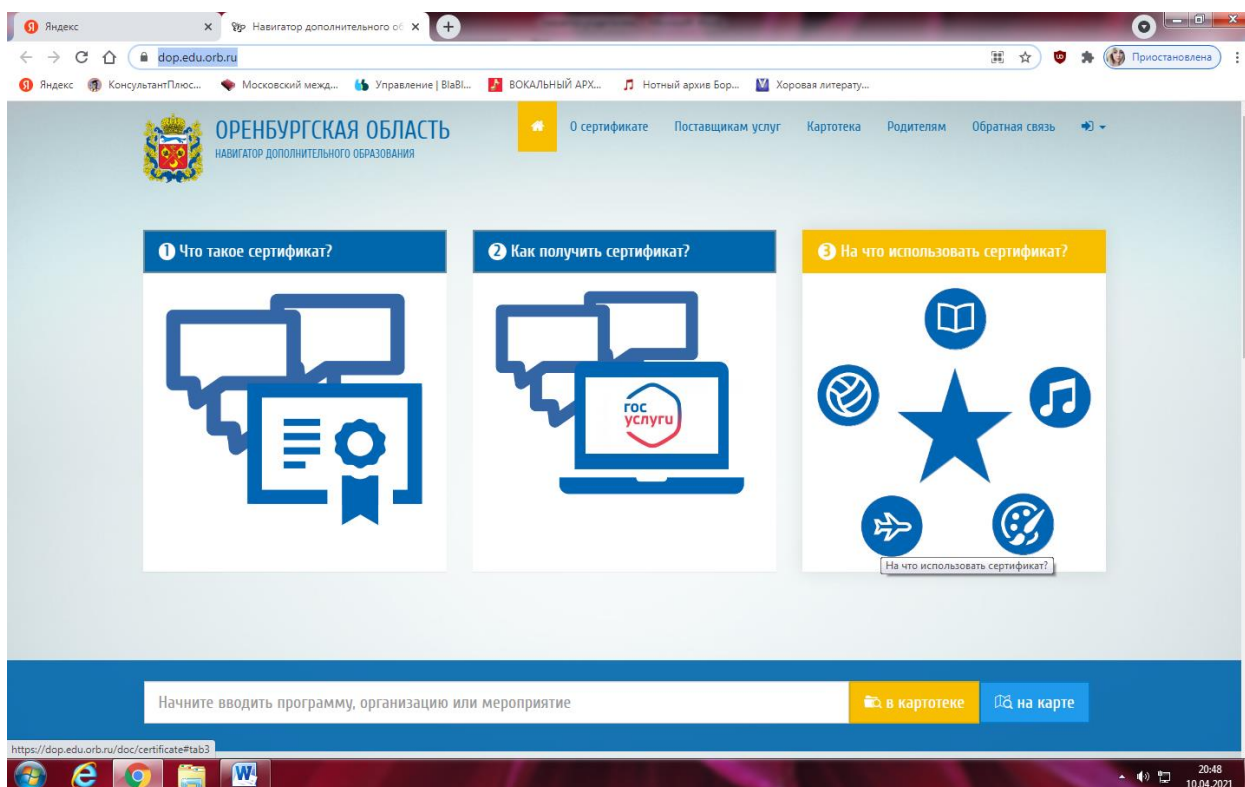 Яндекс
Навигатор дополнительного об
dop.edu.orb.ru
Приостановлена
Яндекс КонсультантПлюс... Московский межд... Управление | BlaBl... ВОКАЛЬНЫЙ АРХ... Нотный архив Бор... Хоровая литерату...
ОРЕНБУРГСКАЯ ОБЛАСТЬ
НАВИГАТОР ДОПОЛНИТЕЛЬНОГО ОБРАЗОВАНИЯ
О сертификате Поставщикам услуг Картотека Родителям Обратная связь
1 Что такое сертификат?
2 Как получить сертификат?
гос
услуги
3 На что использовать сертификат?
На что использовать сертификат?
Начните вводить программу, организацию или мероприятие
в картотеке
на карте
https://dop.edu.orb.ru/doc/certificate#tab3
20:48
10.04.2021